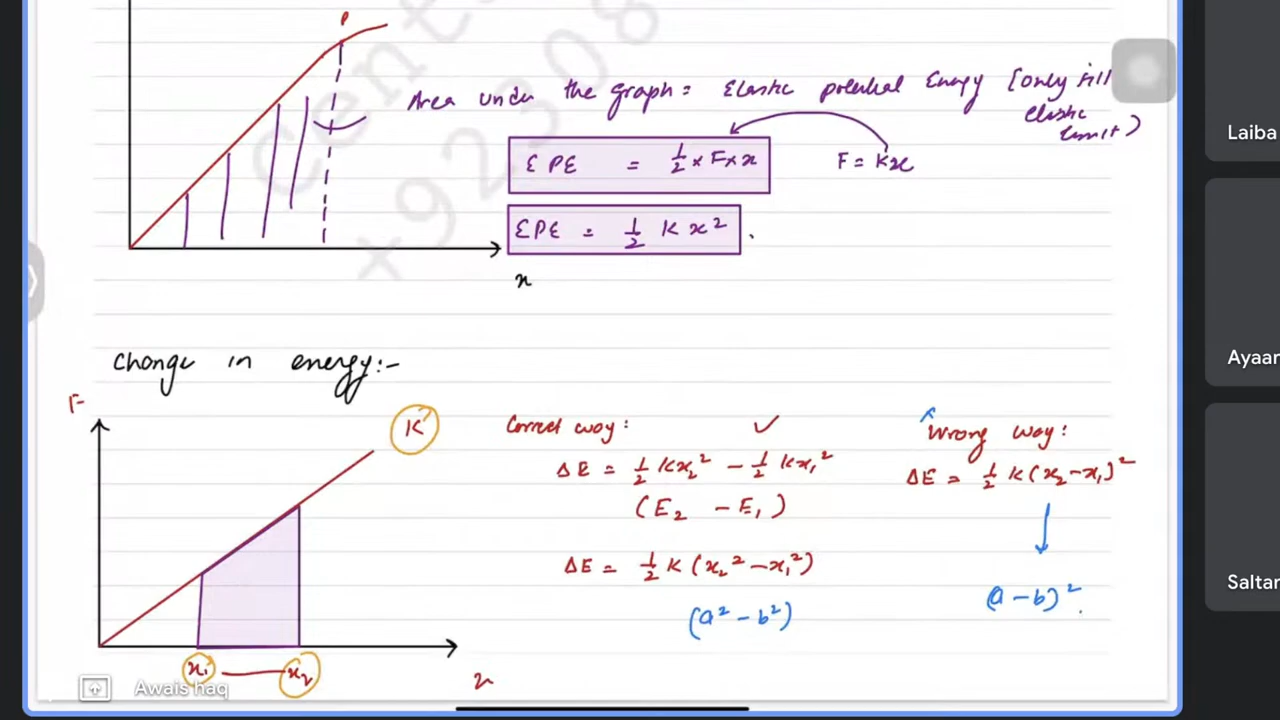 P
Area under the graph = Elastic potential Energy [only till
elastic
limit)
EPE = 1/2 × F × x
F = Kx
EPE = 1/2 K x² .
x
Change in energy:-
F
K
Correct way: ✓
ΔE = 1/2 Kx₂² - 1/2 Kx₁²
(E₂ - E₁)
ΔE = 1/2 K (x₂² - x₁²)
(a² - b²)
Wrong way:
ΔE = 1/2 K (x₂ - x₁)²
(a - b)² .
x₁
x₂
x
Awais haq
Laiba
Ayaan
Saltan
+92308